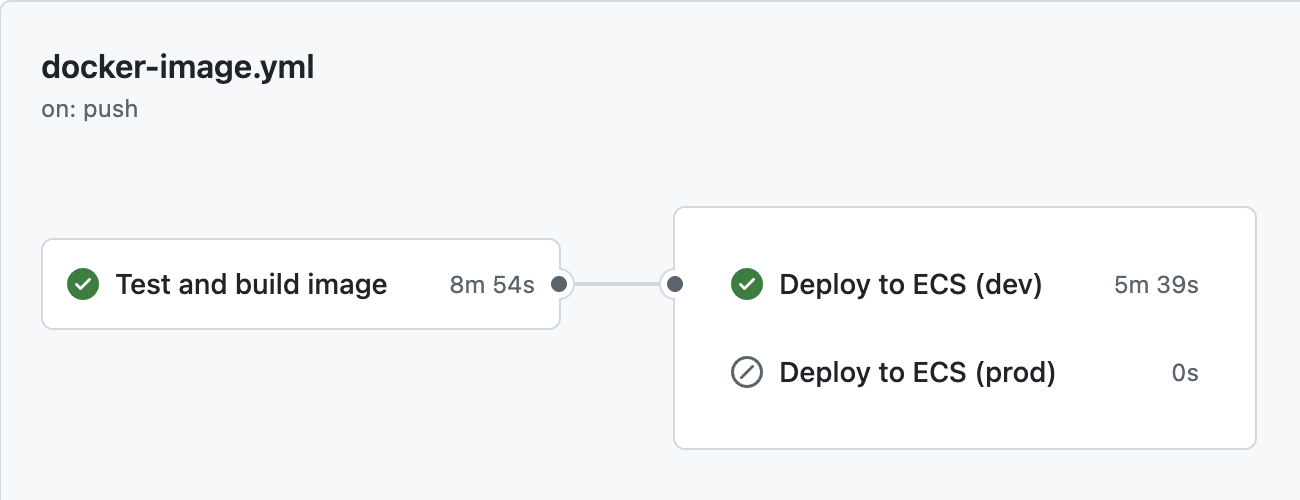 docker-image.yml
on: push
Test and build image 8m 54s
Deploy to ECS (dev) 5m 39s
Deploy to ECS (prod) 0s